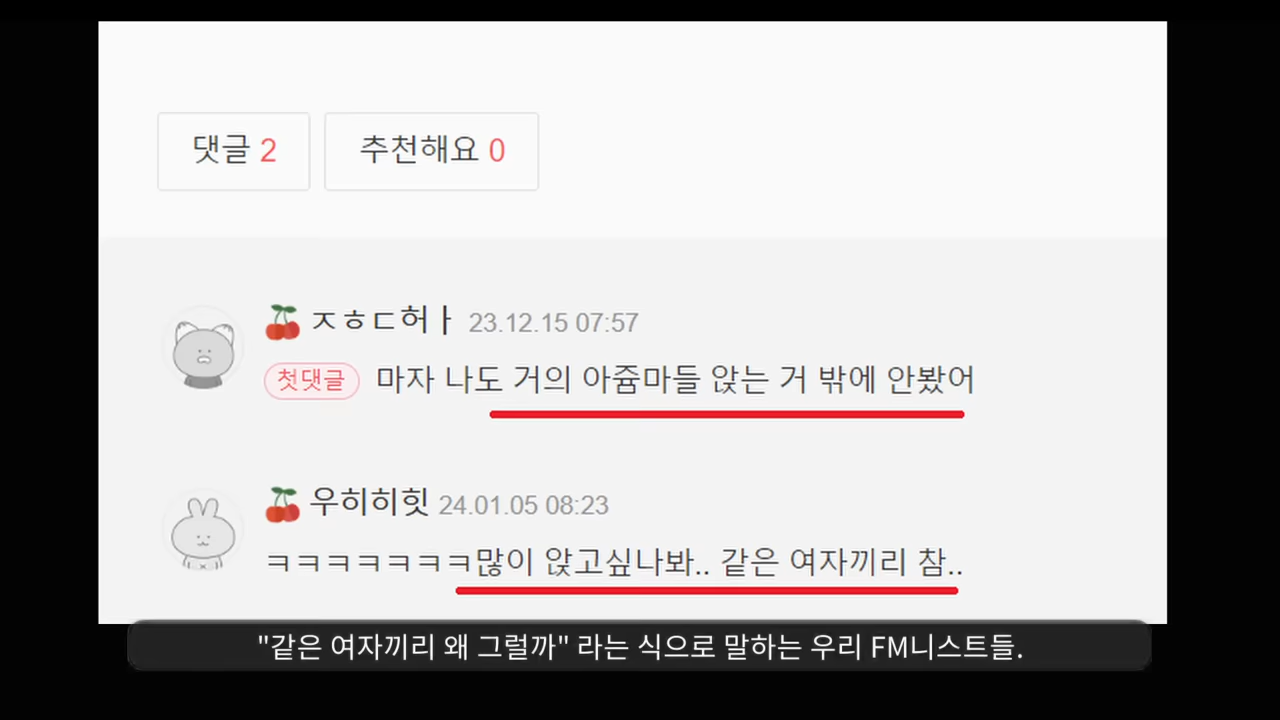 댓글 2 추천해요 0
ㅈㅎㄷ허ㅏ 23.12.15 07:57
첫댓글 마자 나도 거의 아쥼마들 앉는 거 밖에 안봤어
우히히힛 24.01.05 08:23
ㅋㅋㅋㅋㅋㅋㅋ많이 앉고싶나봐.. 같은 여자끼리 참..
"같은 여자끼리 왜 그럴까" 라는 식으로 말하는 우리 FM니스트들.